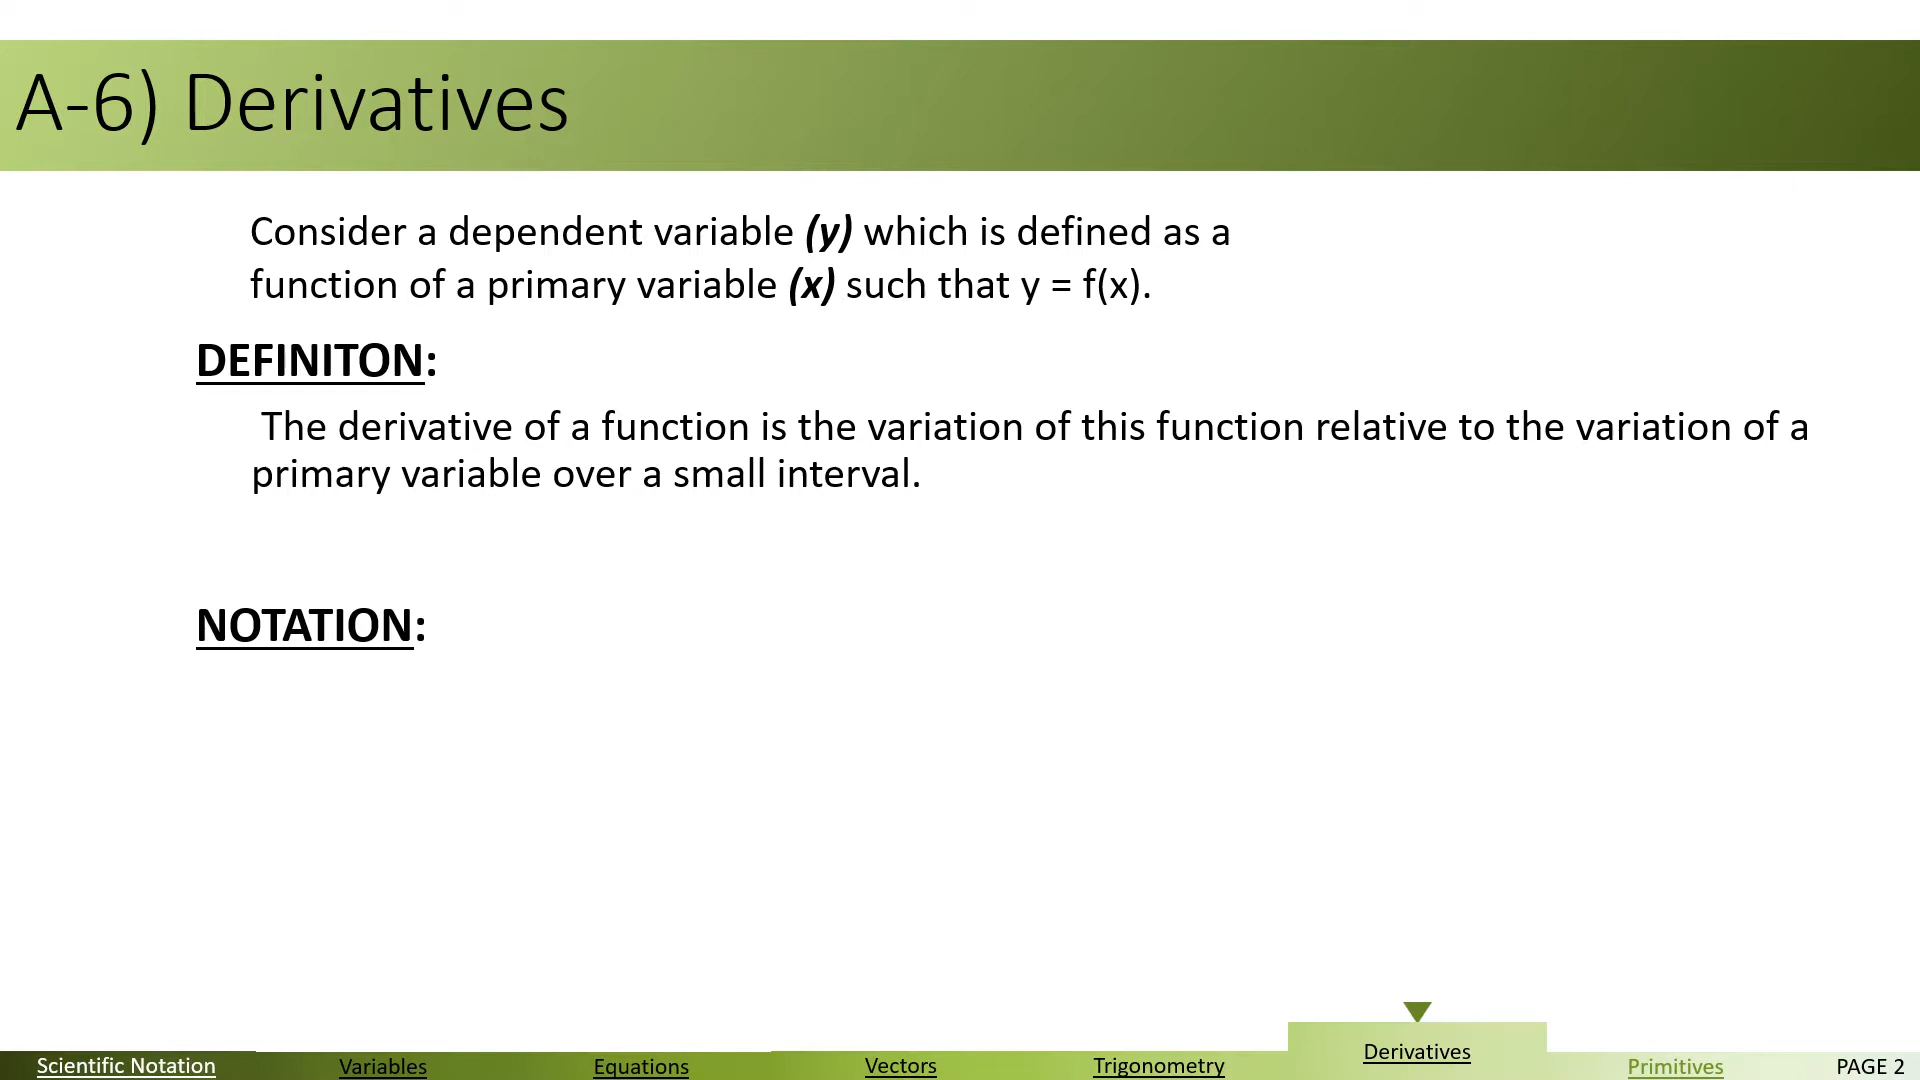 A-6) Derivatives
Consider a dependent variable (y) which is defined as a
function of a primary variable (x) such that y = f(x).
DEFINITON:
The derivative of a function is the variation of this function relative to the variation of a
primary variable over a small interval.
NOTATION:
Scientific Notation
Variables
Equations
Vectors
Trigonometry
Derivatives
Primitives
PAGE 2